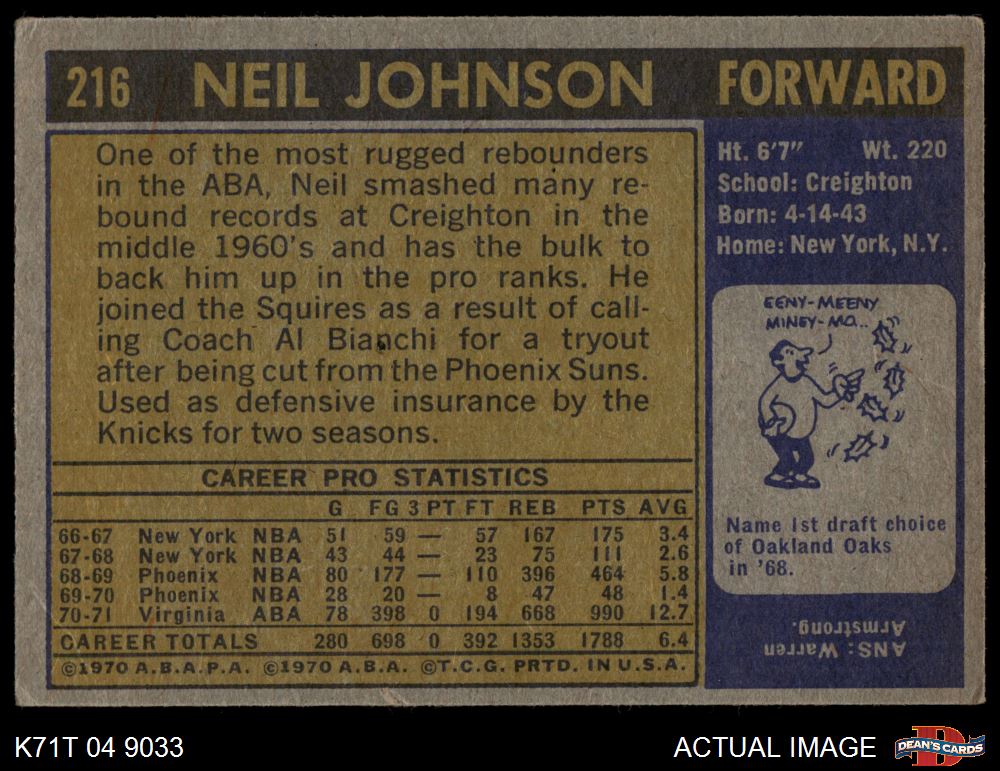 216 NEIL JOHNSON FORWARD
One of the most rugged rebounders
in the ABA, Neil smashed many re-
bound records at Creighton in the
middle 1960's and has the bulk to
back him up in the pro ranks. He
joined the Squires as a result of call-
ing Coach Al Bianchi for a tryout
after being cut from the Phoenix Suns.
Used as defensive insurance by the
Knicks for two seasons.
CAREER PRO STATISTICS
G FG 3 PT FT REB PTS AVG
66-67 New York NBA 51 59 — 57 167 175 3.4
67-68 New York NBA 43 44 — 23 75 111 2.6
68-69 Phoenix NBA 80 177 — 110 396 464 5.8
69-70 Phoenix NBA 28 20 — 8 47 48 1.4
70-71 Virginia ABA 78 398 0 194 668 990 12.7
CAREER TOTALS 280 698 0 392 1353 1788 6.4
©1970 A.B.A.P.A. ©1970 A.B.A. ©T.C.G. PRTD. IN U.S.A.
Ht. 6'7" Wt. 220
School: Creighton
Born: 4-14-43
Home: New York, N.Y.
EENY-MEENY
MINEY-MO..
Name 1st draft choice
of Oakland Oaks
in '68.
ANS: Warren
Armstrong.
K71T 04 9033
ACTUAL IMAGE
DEAN'S CARDS